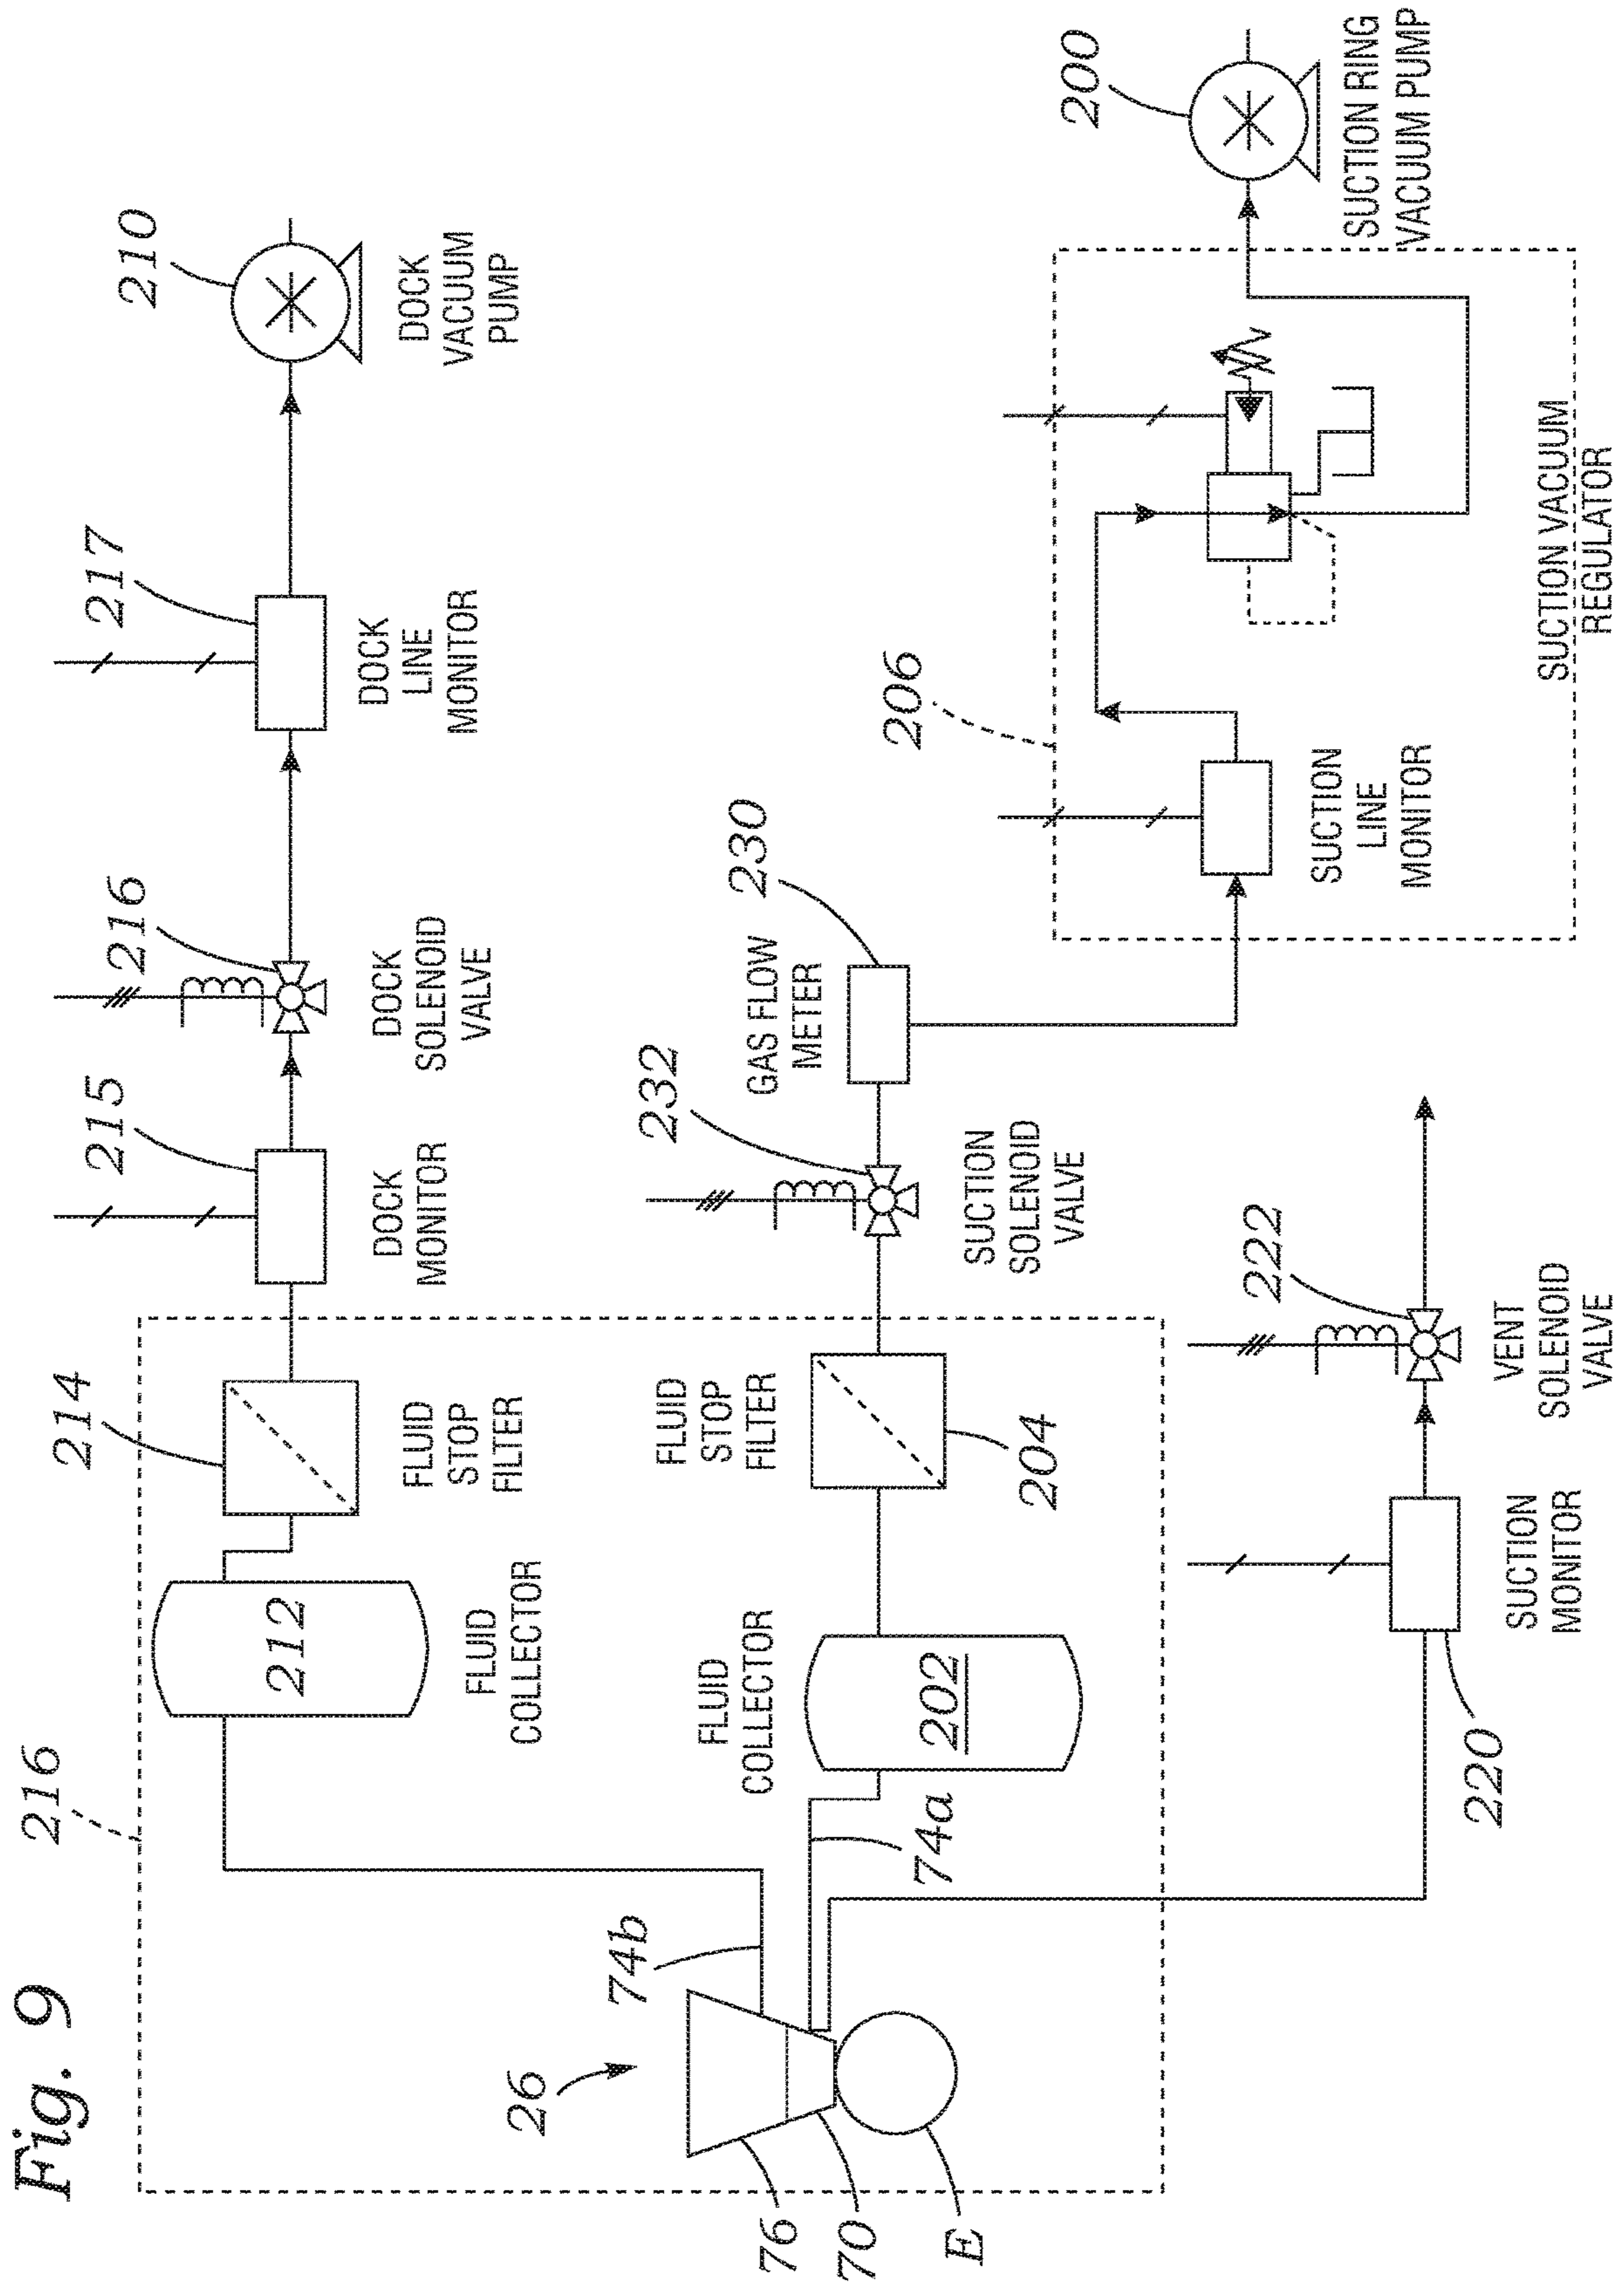 Fig. 9
216
214
215
216
217
210
212
FLUID
COLLECTOR
FLUID
STOP
FILTER
DOCK
MONITOR
DOCK
SOLENOID
VALVE
DOCK
LINE
MONITOR
DOCK
VACUUM
PUMP
26
74b
76
70
E
74a
FLUID
COLLECTOR
202
FLUID
STOP
FILTER
204
232
SUCTION
SOLENOID
VALVE
GAS FLOW
METER
230
206
SUCTION
LINE
MONITOR
SUCTION VACUUM
REGULATOR
200
SUCTION RING
VACUUM PUMP
220
SUCTION
MONITOR
222
VENT
SOLENOID
VALVE